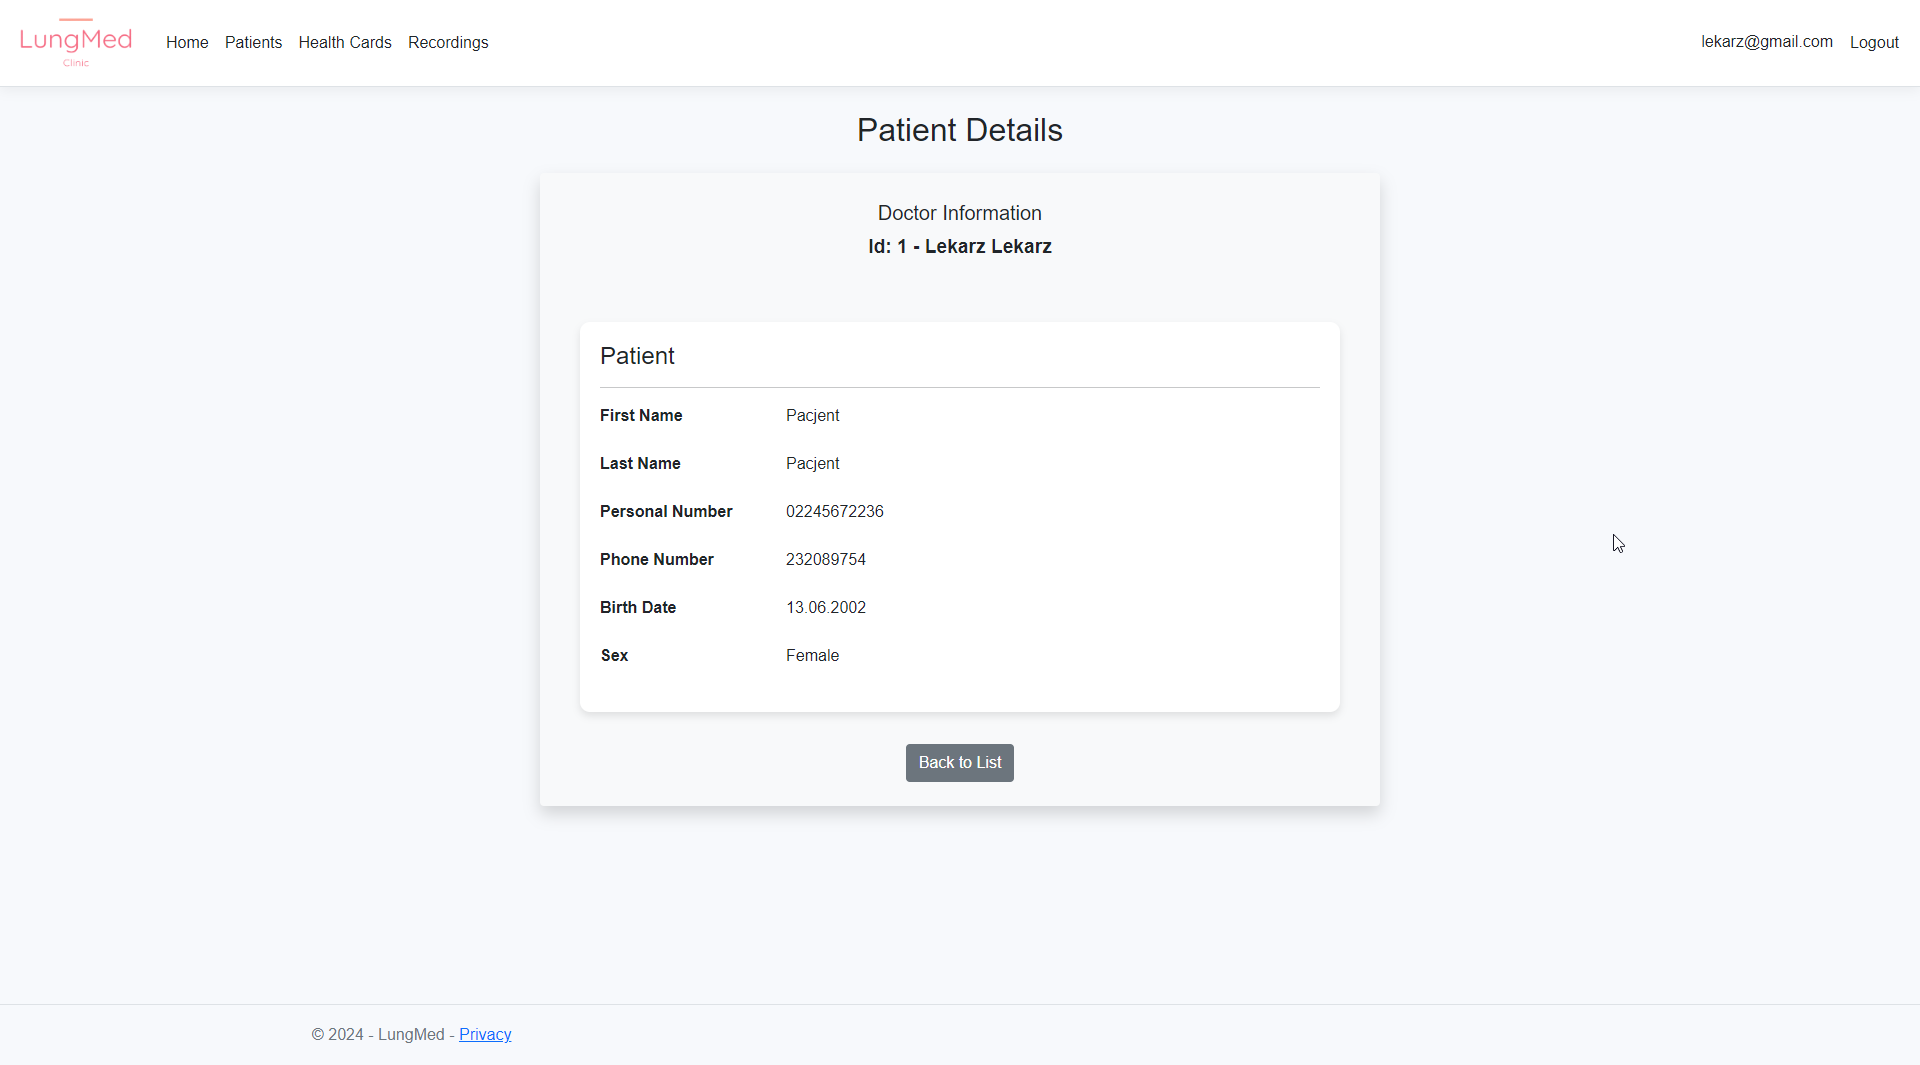 LungMed
Clinic
Home Patients Health Cards Recordings
lekarz@gmail.com Logout
Patient Details
Doctor Information
Id: 1 - Lekarz Lekarz
Patient
First Name Pacjent
Last Name Pacjent
Personal Number 02245672236
Phone Number 232089754
Birth Date 13.06.2002
Sex Female
Back to List
© 2024 - LungMed - Privacy